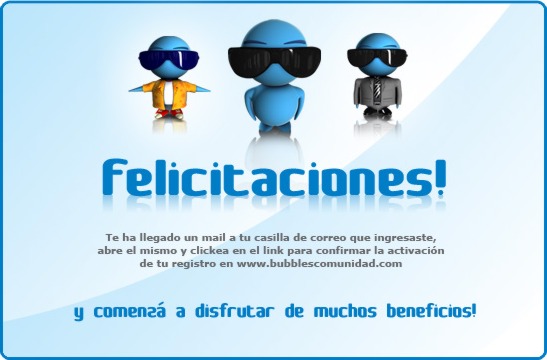 Felicitaciones!
Te ha llegado un mail a tu casilla de correo que ingresaste,
abre el mismo y clickea en el link para confirmar la activación
de tu registro en www.bubblescomunidad.com
y comenzá a disfrutar de muchos beneficios!